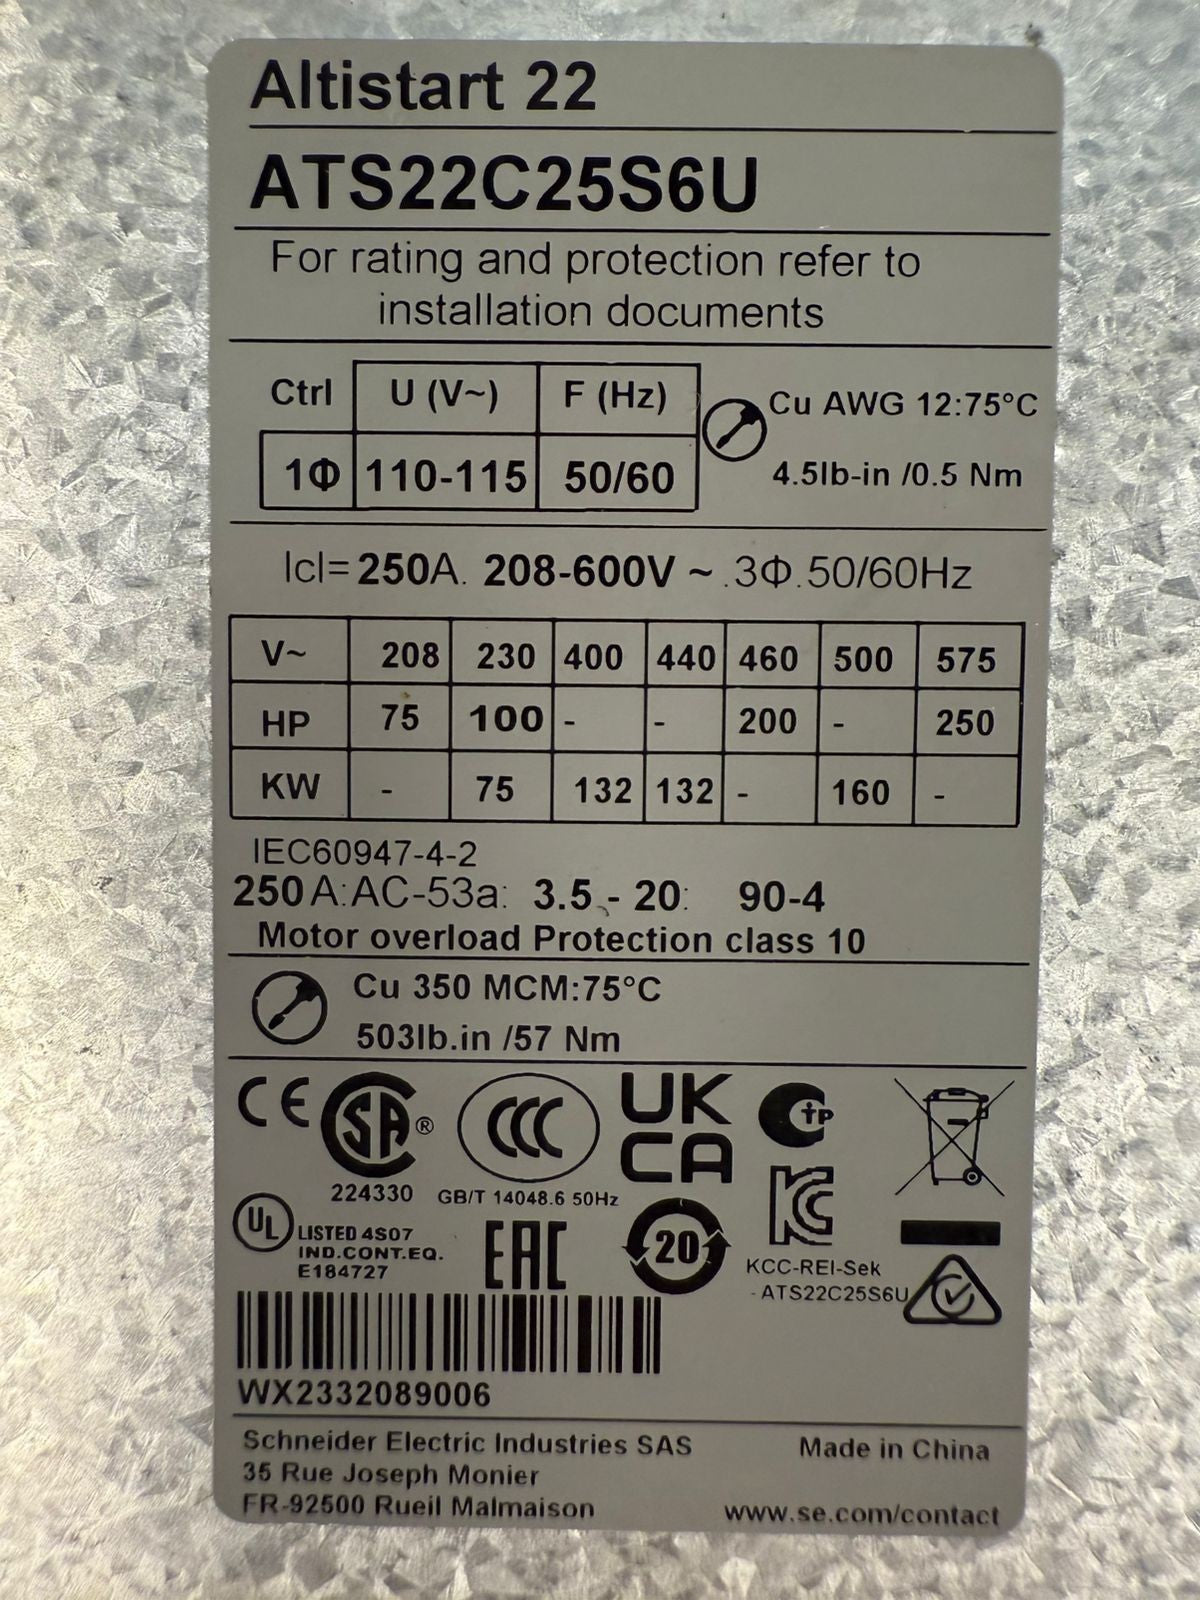 Altistart 22
ATS22C25S6U
For rating and protection refer to
installation documents
Ctrl U (V~) F (Hz)
1Φ 110-115 50/60
Cu AWG 12:75°C
4.5lb-in /0.5 Nm
Icl=250A. 208-600V ~ .3Φ.50/60Hz
V~ 208 230 400 440 460 500 575
HP 75 100 - - 200 - 250
KW - 75 132 132 - 160 -
IEC60947-4-2
250A:AC-53a: 3.5 - 20: 90-4
Motor overload Protection class 10
Cu 350 MCM:75°C
503lb.in /57 Nm
CE SA® CCC UK CA
224330 GB/T 14048.6 50Hz
UL LISTED 4S07
IND.CONT.EQ.
E184727
EAC
20
KC
KCC-REI-Sek
-ATS22C25S6U
WX2332089006
Schneider Electric Industries SAS Made in China
35 Rue Joseph Monier
FR-92500 Rueil Malmaison www.se.com/contact